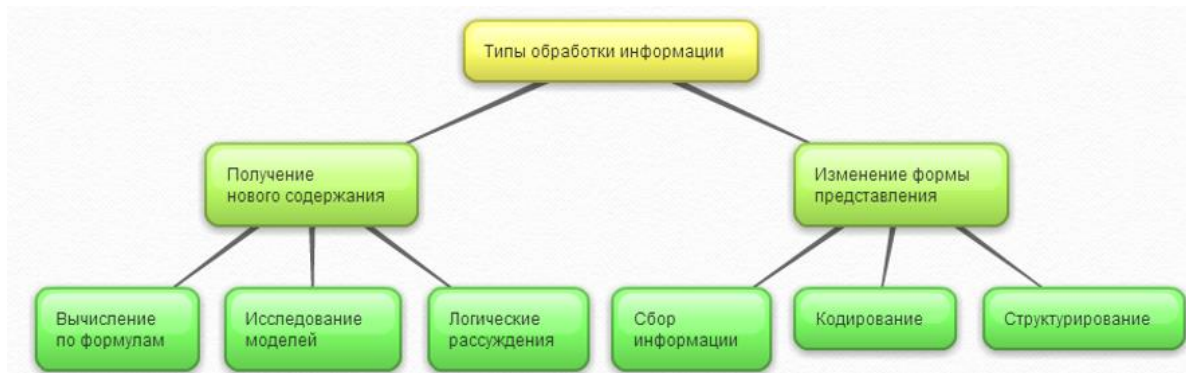 Типы обработки информации
Получение
нового содержания
Изменение формы
представления
Вычисление
по формулам
Исследование
моделей
Логические
рассуждения
Сбор
информации
Кодирование
Структурирование